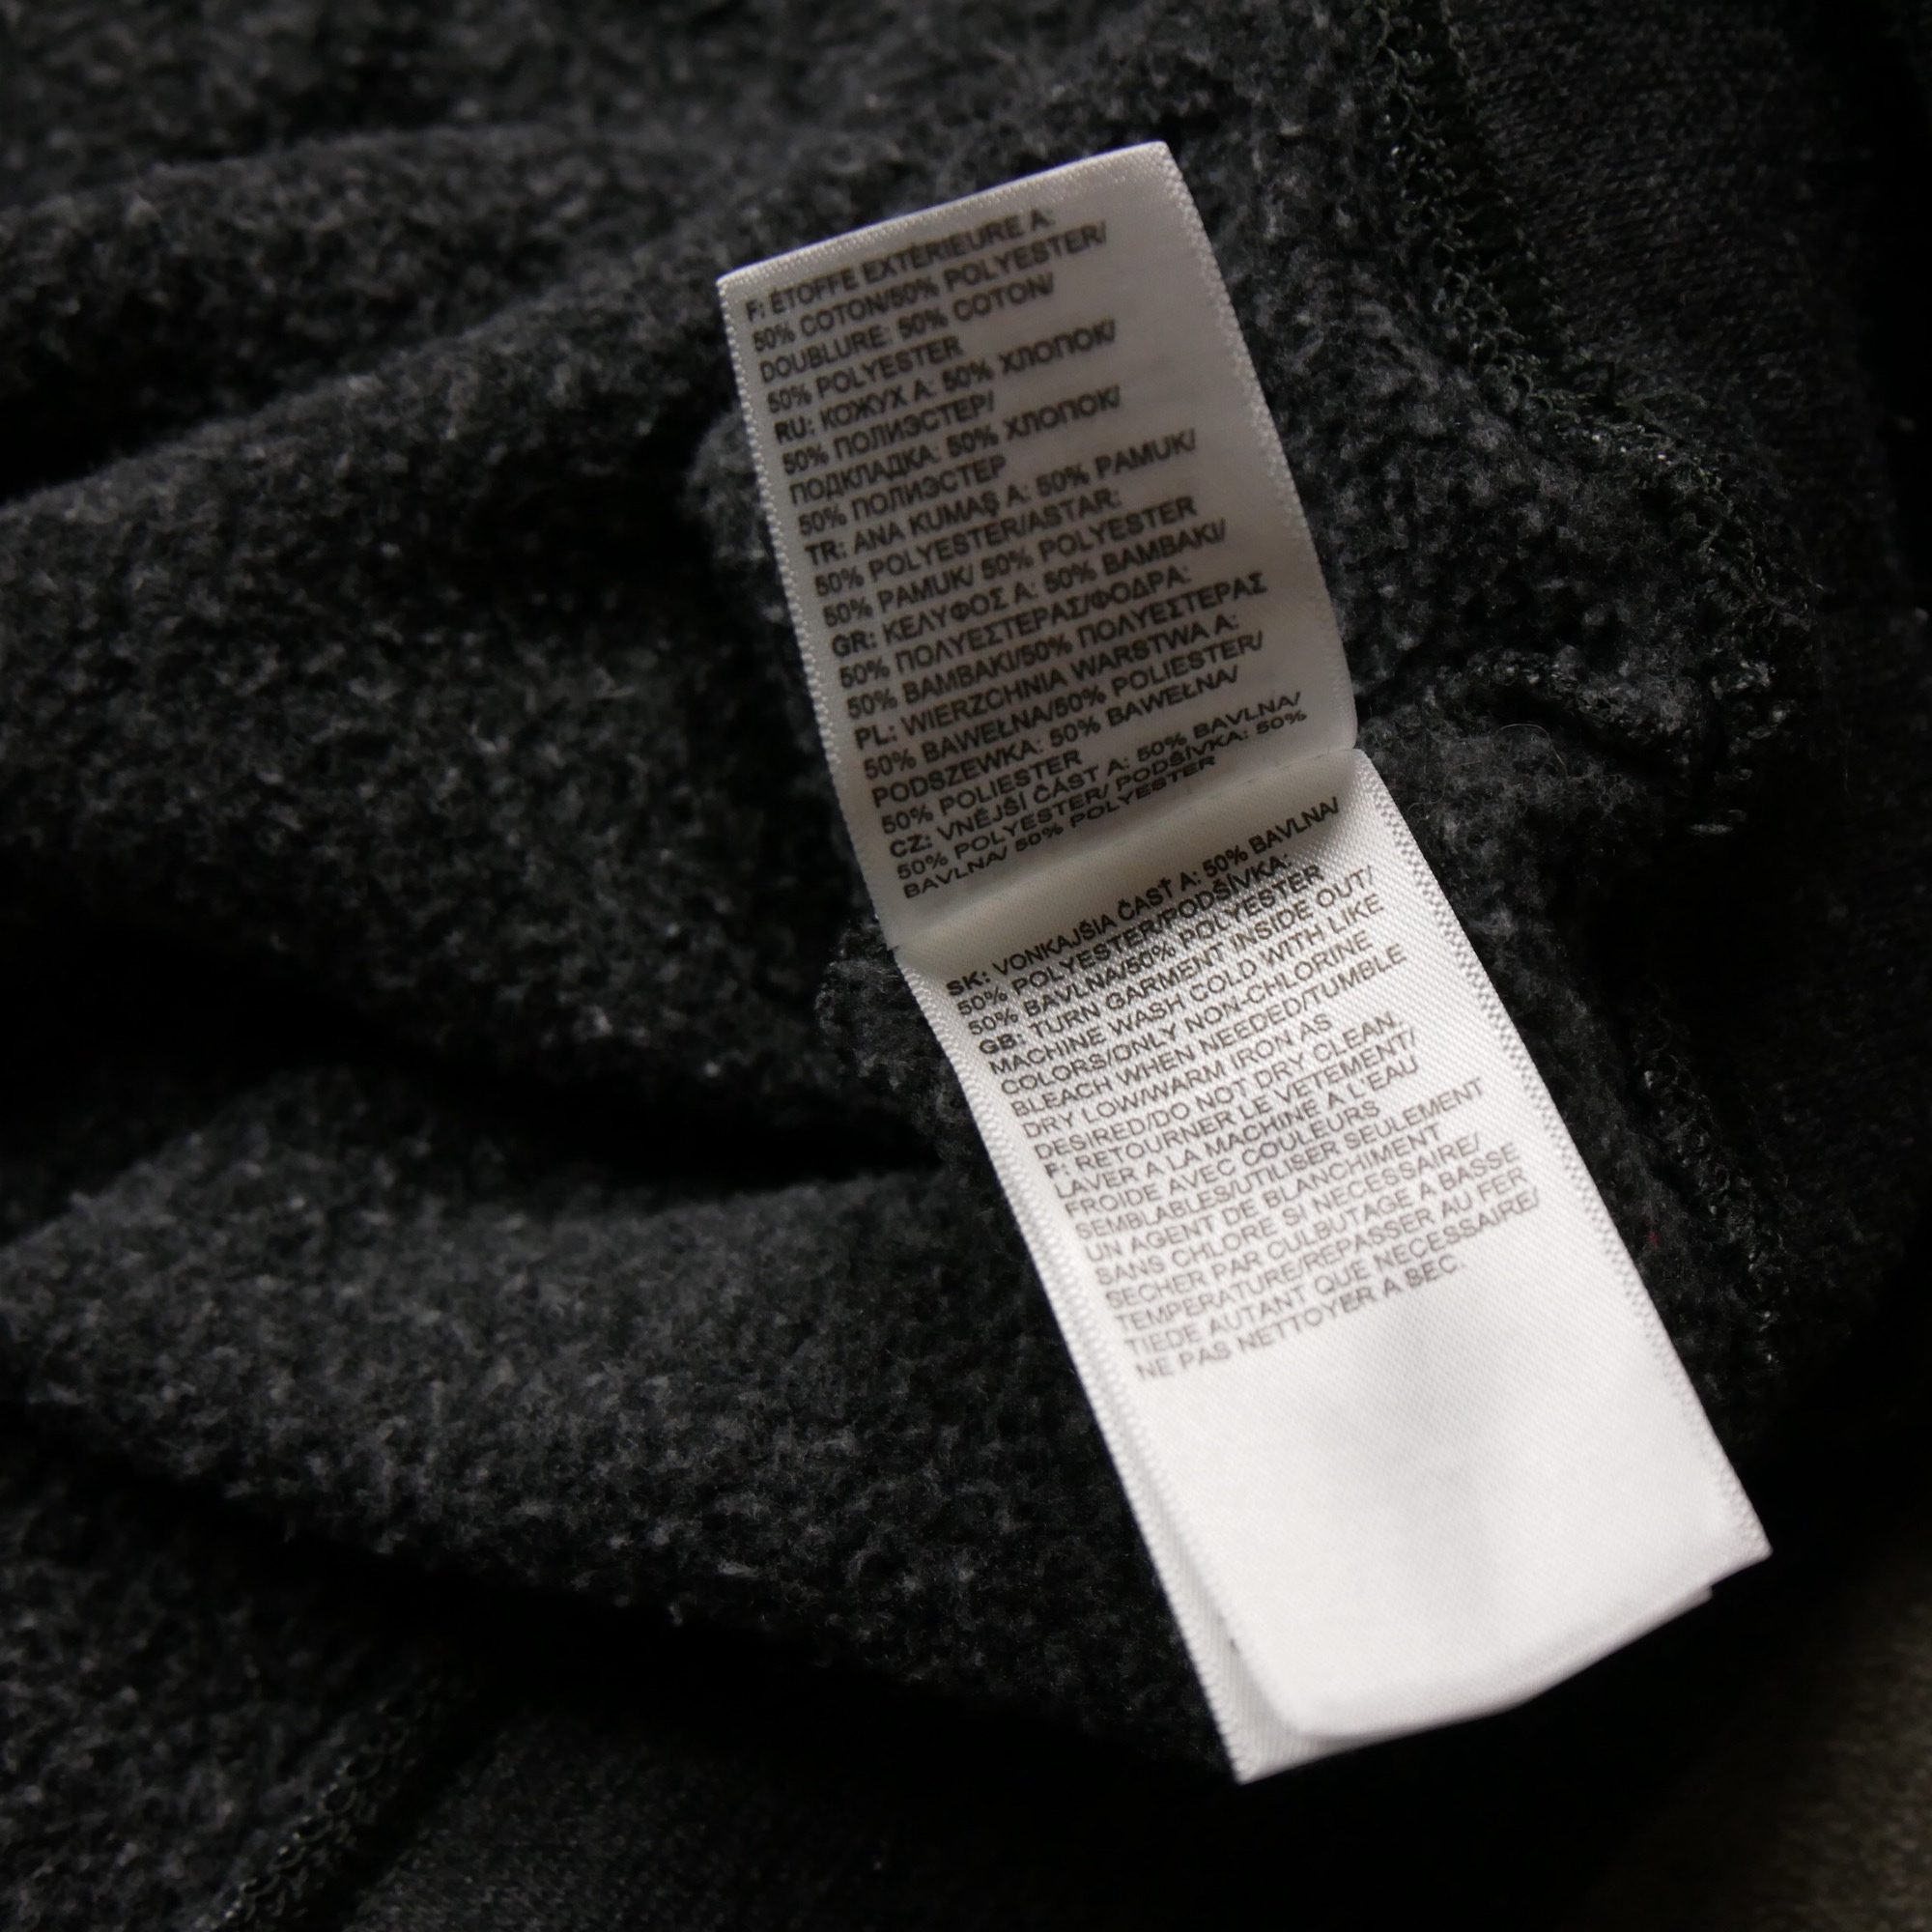 F: ÉTOFFE EXTÉRIEURE A:
50% COTON/50% POLYESTER/
DOUBLURE: 50% COTON/
50% POLYESTER
RU: КОЖУХ A: 50% ХЛОПОК/
50% ПОЛИЭСТЕР/
ПОДКЛАДКА: 50% ХЛОПОК/
50% ПОЛИЭСТЕР
TR: ANA KUMAŞ A: 50% PAMUK/
50% POLYESTER/ASTAR:
50% PAMUK/ 50% POLYESTER
GR: ΚΕΛΥΦΟΣ A: 50% ΒΑΜΒΑΚΙ/
50% ΠΟΛΥΕΣΤΕΡΑΣ/ΦΟΔΡΑ:
50% ΒΑΜΒΑΚΙ/50% ΠΟΛΥΕΣΤΕΡΑΣ
PL: WIERZCHNIA WARSTWA A:
50% BAWEŁNA/50% POLIESTER/
PODSZEWKA: 50% BAWEŁNA/
50% POLIESTER
CZ: VNĚJŠÍ ČÁST A: 50% BAVLNA/
50% POLYESTER/ PODŠÍVKA: 50%
BAVLNA/ 50% POLYESTER
SK: VONKAJŠIA ČASŤ A: 50% BAVLNA/
50% POLYESTER/PODŠÍVKA:
50% BAVLNA/50% POLYESTER
GB: TURN GARMENT INSIDE OUT/
MACHINE WASH COLD WITH LIKE
COLORS/ONLY NON-CHLORINE
BLEACH WHEN NEEDED/TUMBLE
DRY LOW/WARM IRON AS
DESIRED/DO NOT DRY CLEAN.
F: RETOURNER LE VETEMENT/
LAVER A LA MACHINE A L'EAU
FROIDE AVEC COULEURS
SEMBLABLES/UTILISER SEULEMENT
UN AGENT DE BLANCHIMENT
SANS CHLORE SI NECESSAIRE/
SECHER PAR CULBUTAGE A BASSE
TEMPERATURE/REPASSER AU FER
TIEDE AUTANT QUE NECESSAIRE/
NE PAS NETTOYER A SEC.